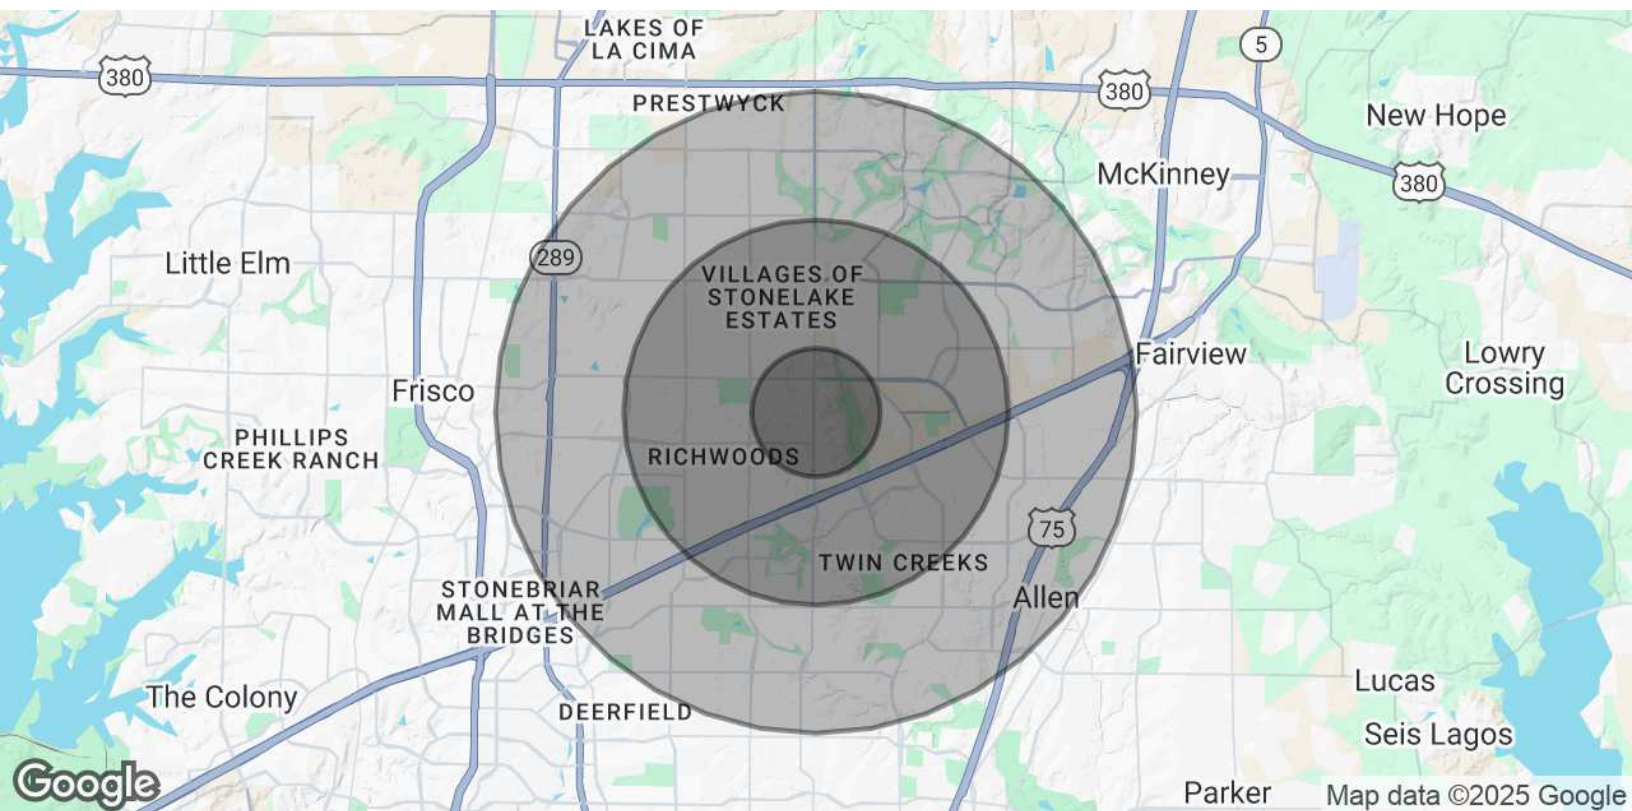 LAKES OF
LA CIMA
5
380
380
PRESTWYCK
New Hope
McKinney
380
289
Little Elm
VILLAGES OF
STONELAKE
ESTATES
Fairview
Lowry
Crossing
Frisco
PHILLIPS
CREEK RANCH
RICHWOODS
75
TWIN CREEKS
STONEBRIAR
MALL AT THE
BRIDGES
Allen
Lucas
The Colony
DEERFIELD
Seis Lagos
Google
Parker
Map data ©2025 Google